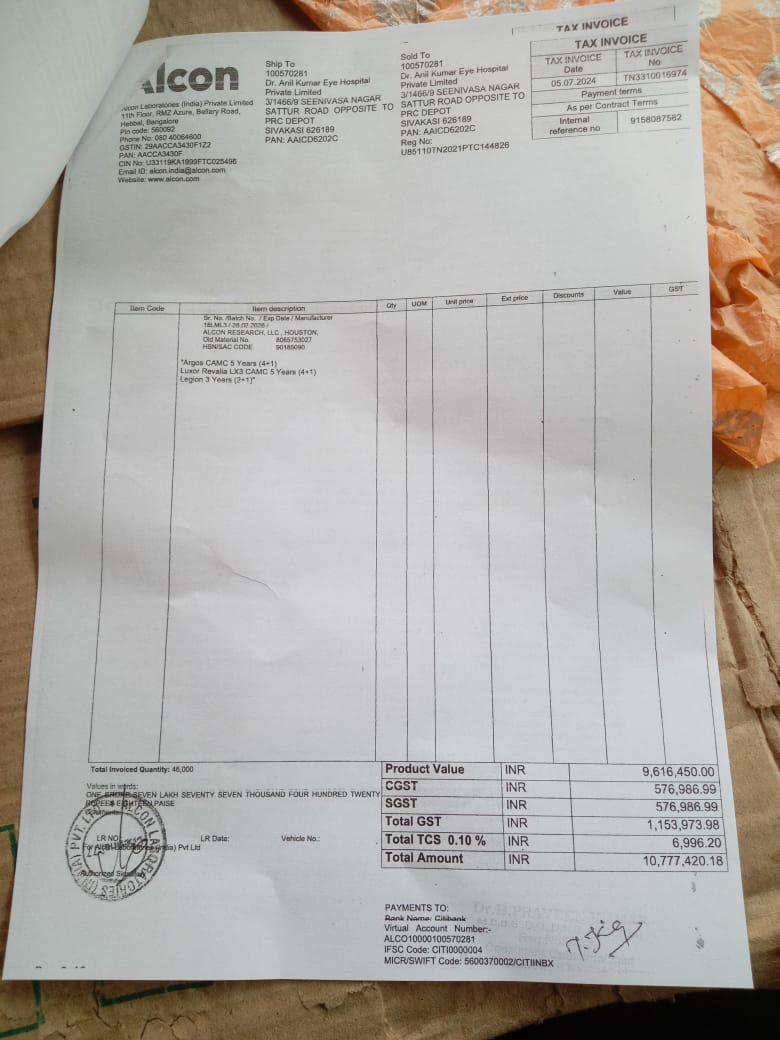 TAX INVOICE
Alcon
Alcon Laboratories (India) Private Limited
11th Floor, RMZ Azure, Bellary Road,
Hebbal, Bangalore
Pin code: 560092
Phone No: 080 40064600
GSTIN: 29AACCA3430F1Z2
PAN: AACCA3430F
CIN No: U33119KA1999FTC025496
Email ID: alcon.india@alcon.com
Website: www.alcon.com
Ship To
100570281
Dr. Anil Kumar Eye Hospital
Private Limited
3/1466/9 SEENIVASA NAGAR
SATTUR ROAD OPPOSITE TO
PRC DEPOT
SIVAKASI 626189
PAN: AAICD6202C
Sold To
100570281
Dr. Anil Kumar Eye Hospital
Private Limited
3/1466/9 SEENIVASA NAGAR
SATTUR ROAD OPPOSITE TO
PRC DEPOT
SIVAKASI 626189
PAN: AAICD6202C
Reg No:
U85110TN2021PTC144826
TAX INVOICE
TAX INVOICE Date
TAX INVOICE No
05.07.2024 TN3310016974
Payment terms
As per Contract Terms
Internal reference no 9158087582
Item Code Item description Qty UOM Unit price Ext price Discounts Value GST
Sr. No. /Batch No. / Exp Date / Manufacturer
16LML3 / 28.02.2026 /
ALCON RESEARCH, LLC , HOUSTON,
Old Material No. 8065753027
HSN/SAC CODE 90185090
"Argos CAMC 5 Years (4+1)
Luxor Revalia LX3 CAMC 5 Years (4+1)
Legion 3 Years (2+1)"
Total Invoiced Quantity: 46,000
Values in words:
ONE CRORE SEVEN LAKH SEVENTY SEVEN THOUSAND FOUR HUNDRED TWENTY
RUPEES EIGHTEEN PAISE
LR NO LR Date: Vehicle No.:
For Alcon Laboratories (India) Pvt Ltd
Authorized
ALCON LABORATORIES (INDIA) PVT. LTD
Product Value INR 9,616,450.00
CGST INR 576,986.99
SGST INR 576,986.99
Total GST INR 1,153,973.98
Total TCS 0.10 % INR 6,996.20
Total Amount INR 10,777,420.18
PAYMENTS TO:
Bank Name: Citibank
Virtual Account Number:-
ALCO10000100570281
IFSC Code: CITI0000004
MICR/SWIFT Code: 5600370002/CITIINBX